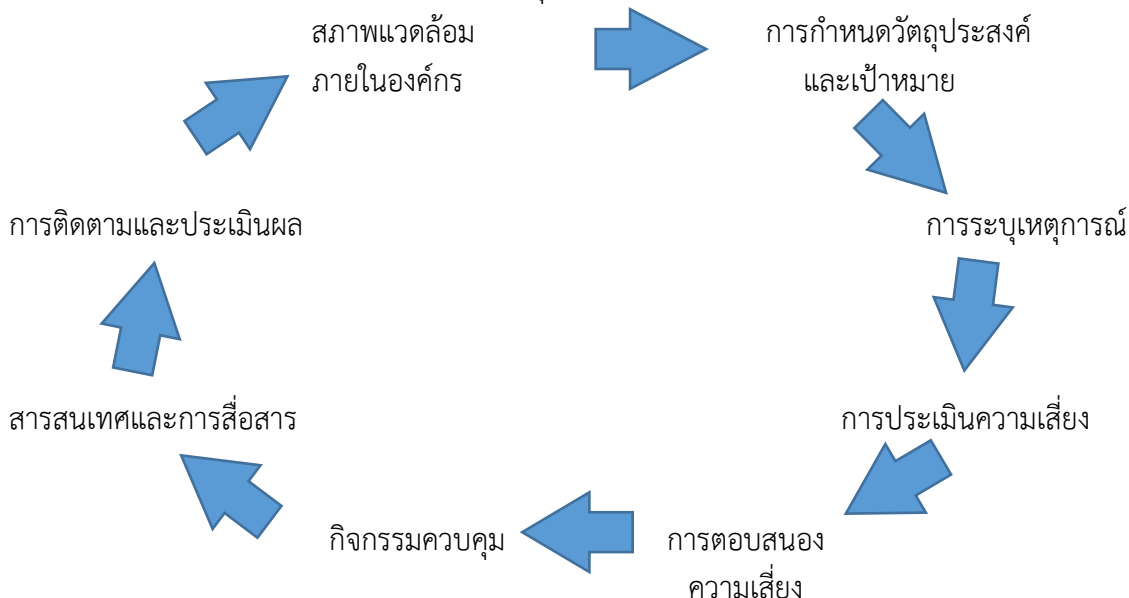 สภาพแวดล้อม
ภายในองค์กร
การกำหนดวัตถุประสงค์
และเป้าหมาย
การระบุเหตุการณ์
การประเมินความเสี่ยง
การตอบสนอง
ความเสี่ยง
กิจกรรมควบคุม
สารสนเทศและการสื่อสาร
การติดตามและประเมินผล